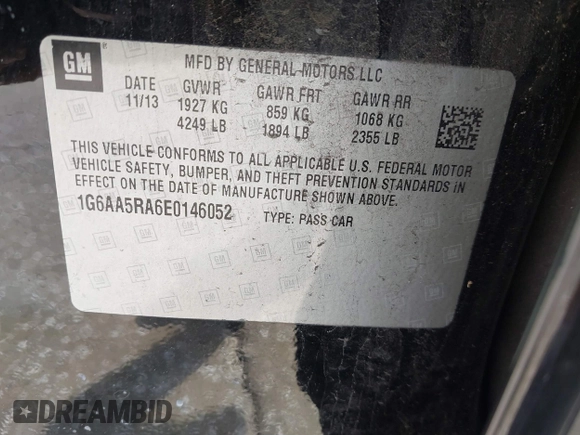 GM
MFD BY GENERAL MOTORS LLC
DATE GVWR GAWR FRT GAWR RR
11/13 1927 KG 859 KG 1068 KG
4249 LB 1894 LB 2355 LB
THIS VEHICLE CONFORMS TO ALL APPLICABLE U.S. FEDERAL MOTOR
VEHICLE SAFETY, BUMPER, AND THEFT PREVENTION STANDARDS IN
EFFECT ON THE DATE OF MANUFACTURE SHOWN ABOVE.
1G6AA5RA6E0146052 TYPE: PASS CAR
DREAMBID